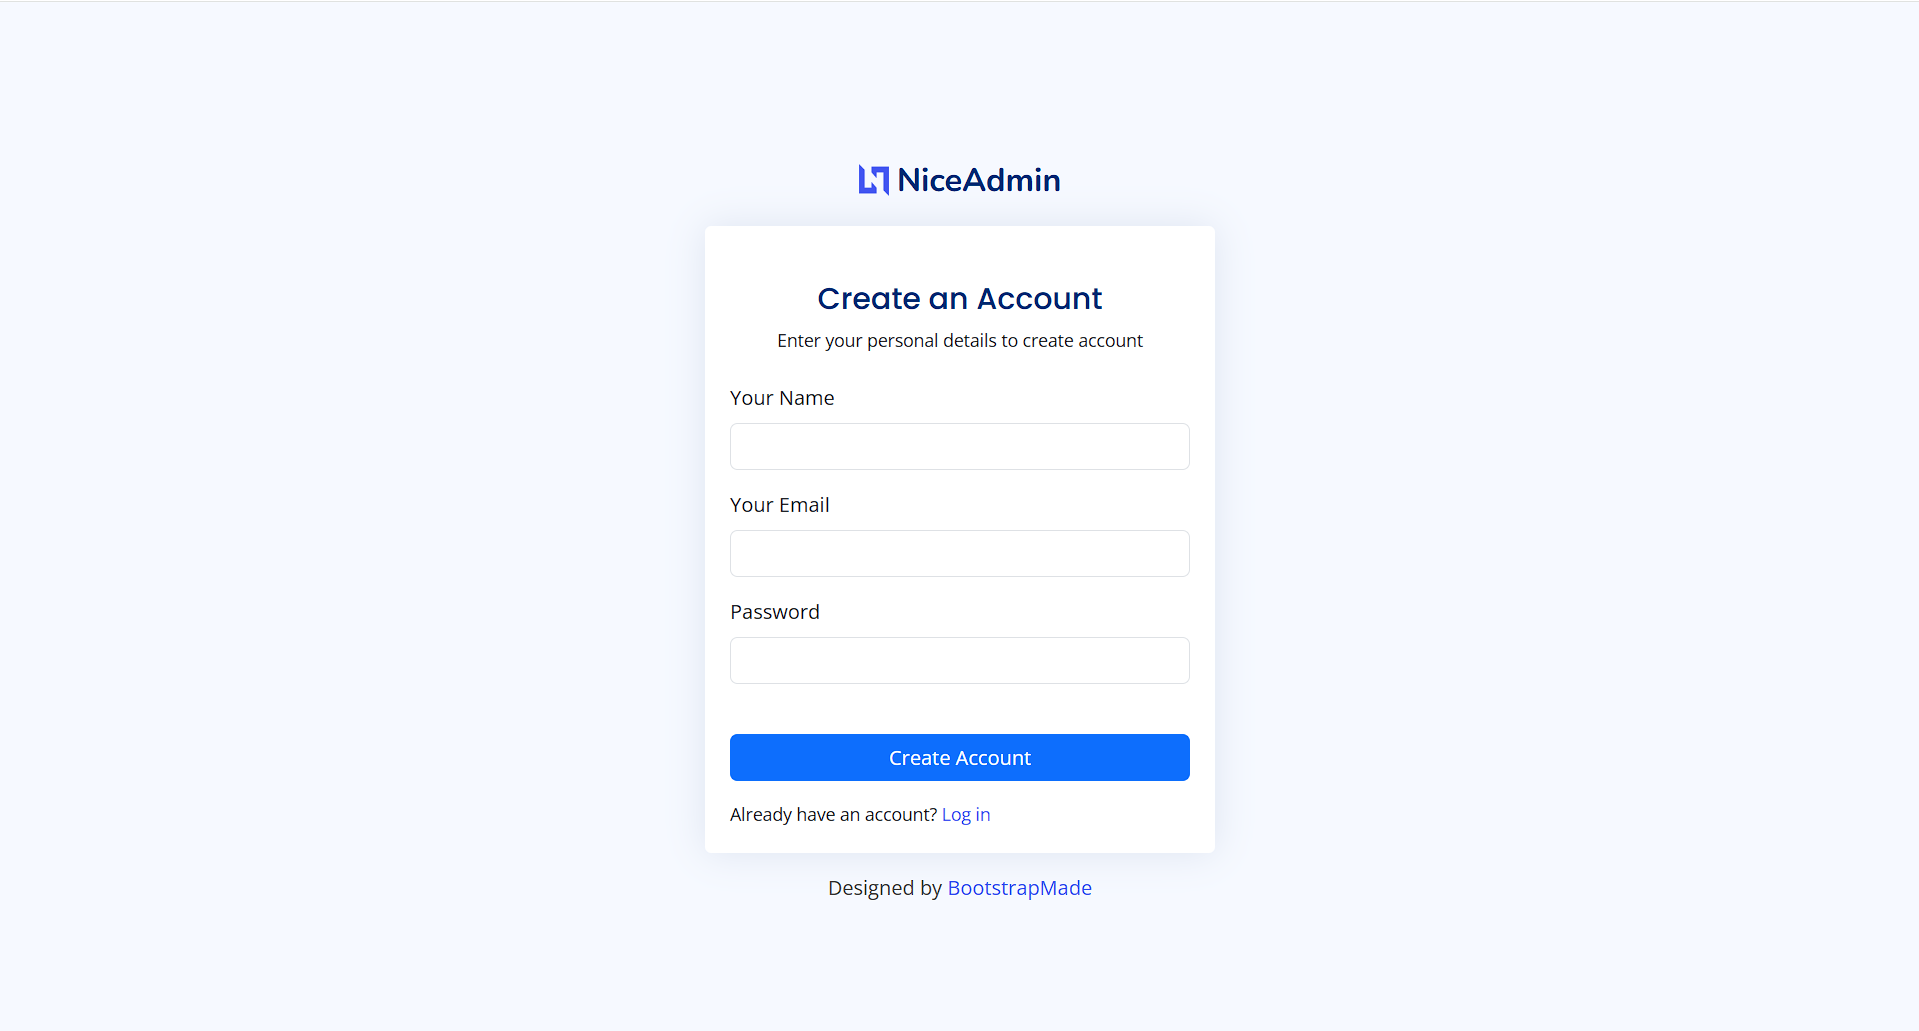 NiceAdmin
Create an Account
Enter your personal details to create account
Your Name
Your Email
Password
Create Account
Already have an account? Log in
Designed by BootstrapMade